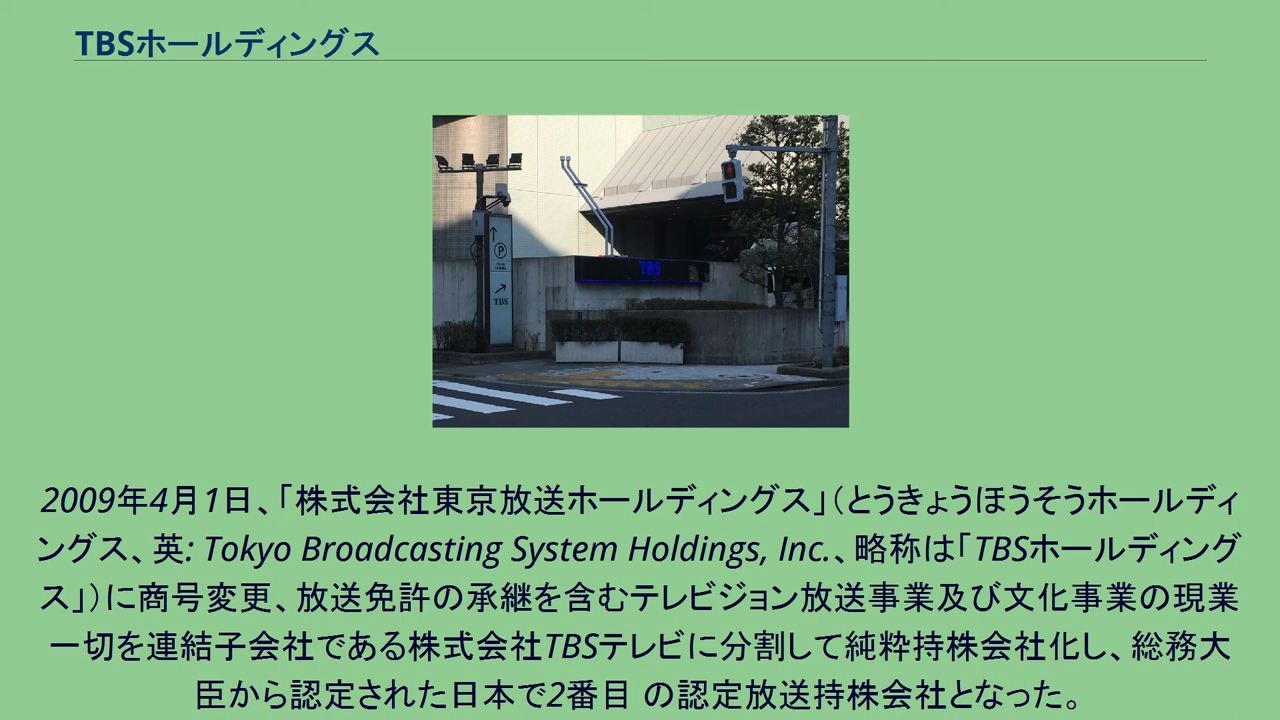 TBSホールディングス
P
TBS
TBS
2009年4月1日、「株式会社東京放送ホールディングス」（とうきょうほうそうホールディ
ングス、英: Tokyo Broadcasting System Holdings, Inc.、略称は「TBSホールディング
ス」）に商号変更、放送免許の承継を含むテレビジョン放送事業及び文化事業の現業
一切を連結子会社である株式会社TBSテレビに分割して純粋持株会社化し、総務大
臣から認定された日本で2番目 の認定放送持株会社となった。